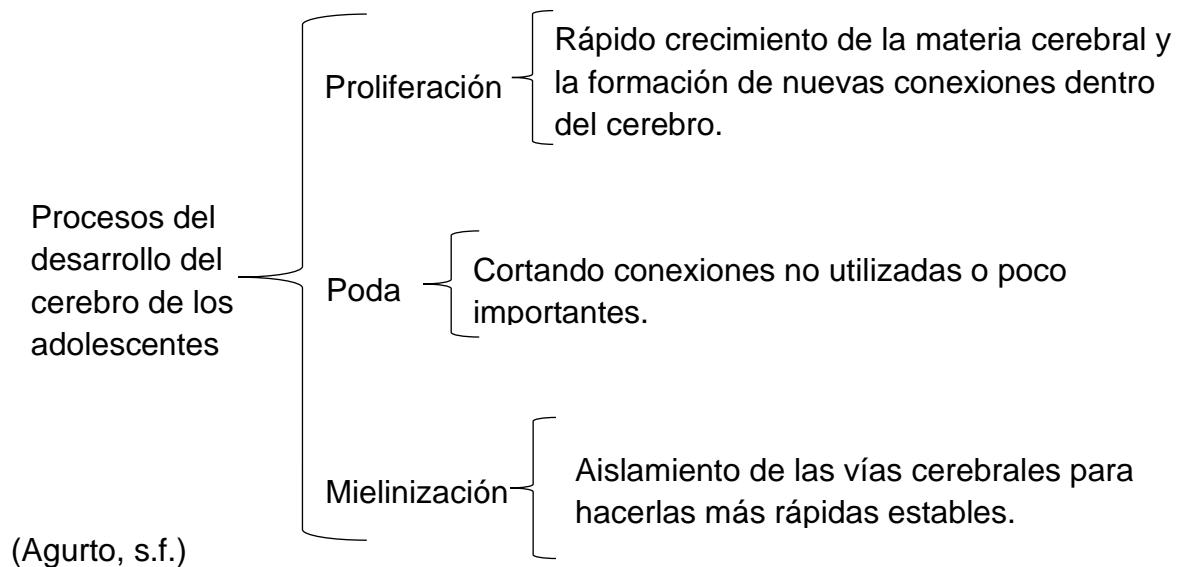 Procesos del
desarrollo del
cerebro de los
adolescentes
Proliferación
Rápido crecimiento de la materia cerebral y
la formación de nuevas conexiones dentro
del cerebro.
Poda
Cortando conexiones no utilizadas o poco
importantes.
Mielinización
Aislamiento de las vías cerebrales para
hacerlas más rápidas estables.
(Agurto, s.f.)